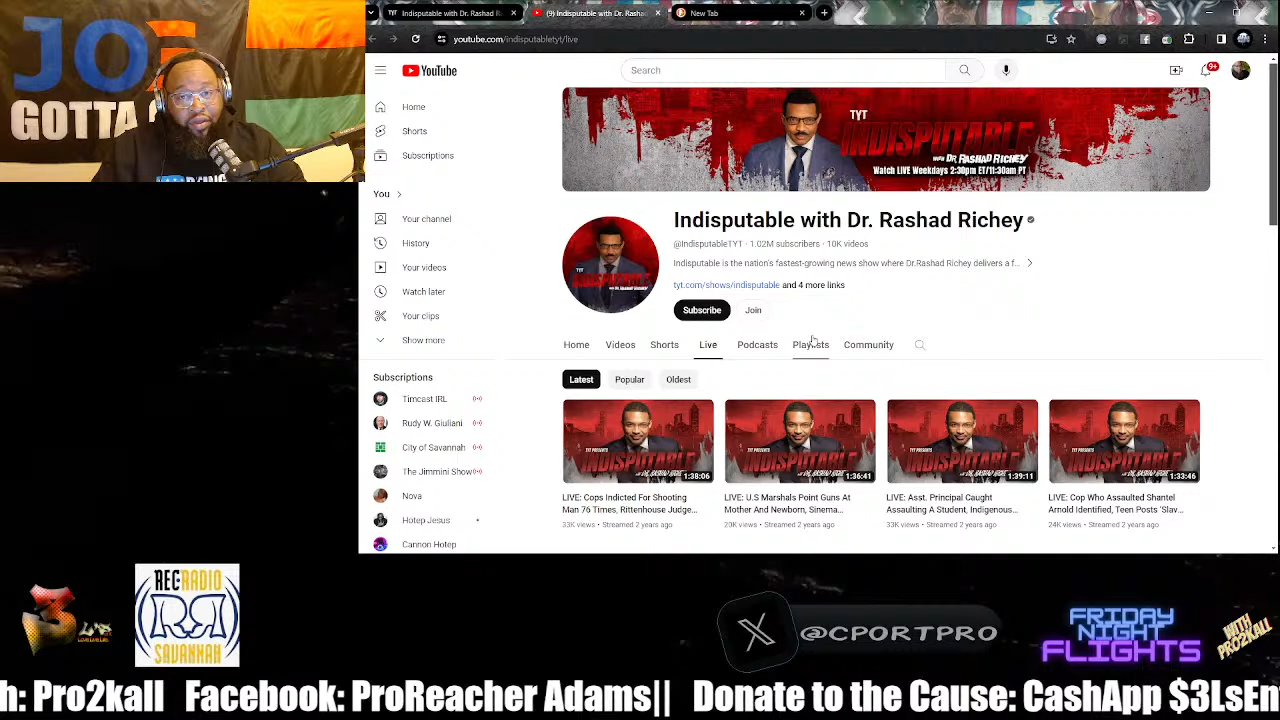 JO
GOTTA
Indisputable with Dr. Rashad R
Indisputable with Dr. Rasha
New Tab
youtube.com/indisputabletyt/live
YouTube
Search
9+
Home
Shorts
Subscriptions
You
Your channel
History
Your videos
Watch later
Your clips
Show more
Subscriptions
Timcast IRL
Rudy W. Giuliani
City of Savannah
The Jimmini Show
Nova
Hotep Jesus
Cannon Hotep
TYT
INDISPUTABLE
WITH DR. RASHAD RICHEY
Watch LIVE Weekdays 2:30pm ET/11:30am PT
Indisputable with Dr. Rashad Richey
@IndisputableTYT · 1.02M subscribers · 10K videos
Indisputable is the nation's fastest-growing news show where Dr.Rashad Richey delivers a f...
tyt.com/shows/indisputable and 4 more links
Subscribe
Join
Home
Videos
Shorts
Live
Podcasts
Playlists
Community
Latest
Popular
Oldest
1:38:06
1:36:41
1:39:11
1:33:46
LIVE: Cops Indicted For Shooting
Man 76 Times, Rittenhouse Judge...
33K views • Streamed 2 years ago
LIVE: U.S Marshals Point Guns At
Mother And Newborn, Sinema...
20K views • Streamed 2 years ago
LIVE: Asst. Principal Caught
Assaulting A Student, Indigenous...
33K views • Streamed 2 years ago
LIVE: Cop Who Assaulted Shantel
Arnold Identified, Teen Posts 'Slav...
24K views • Streamed 2 years ago
REC RADIO
RR
SAVANNAH
X @CPORTPRO
FRIDAY
NIGHT
FLIGHTS
WITH
PRO2KALL
h: Pro2kall Facebook: ProReacher Adams|| Donate to the Cause: CashApp $3LsEn